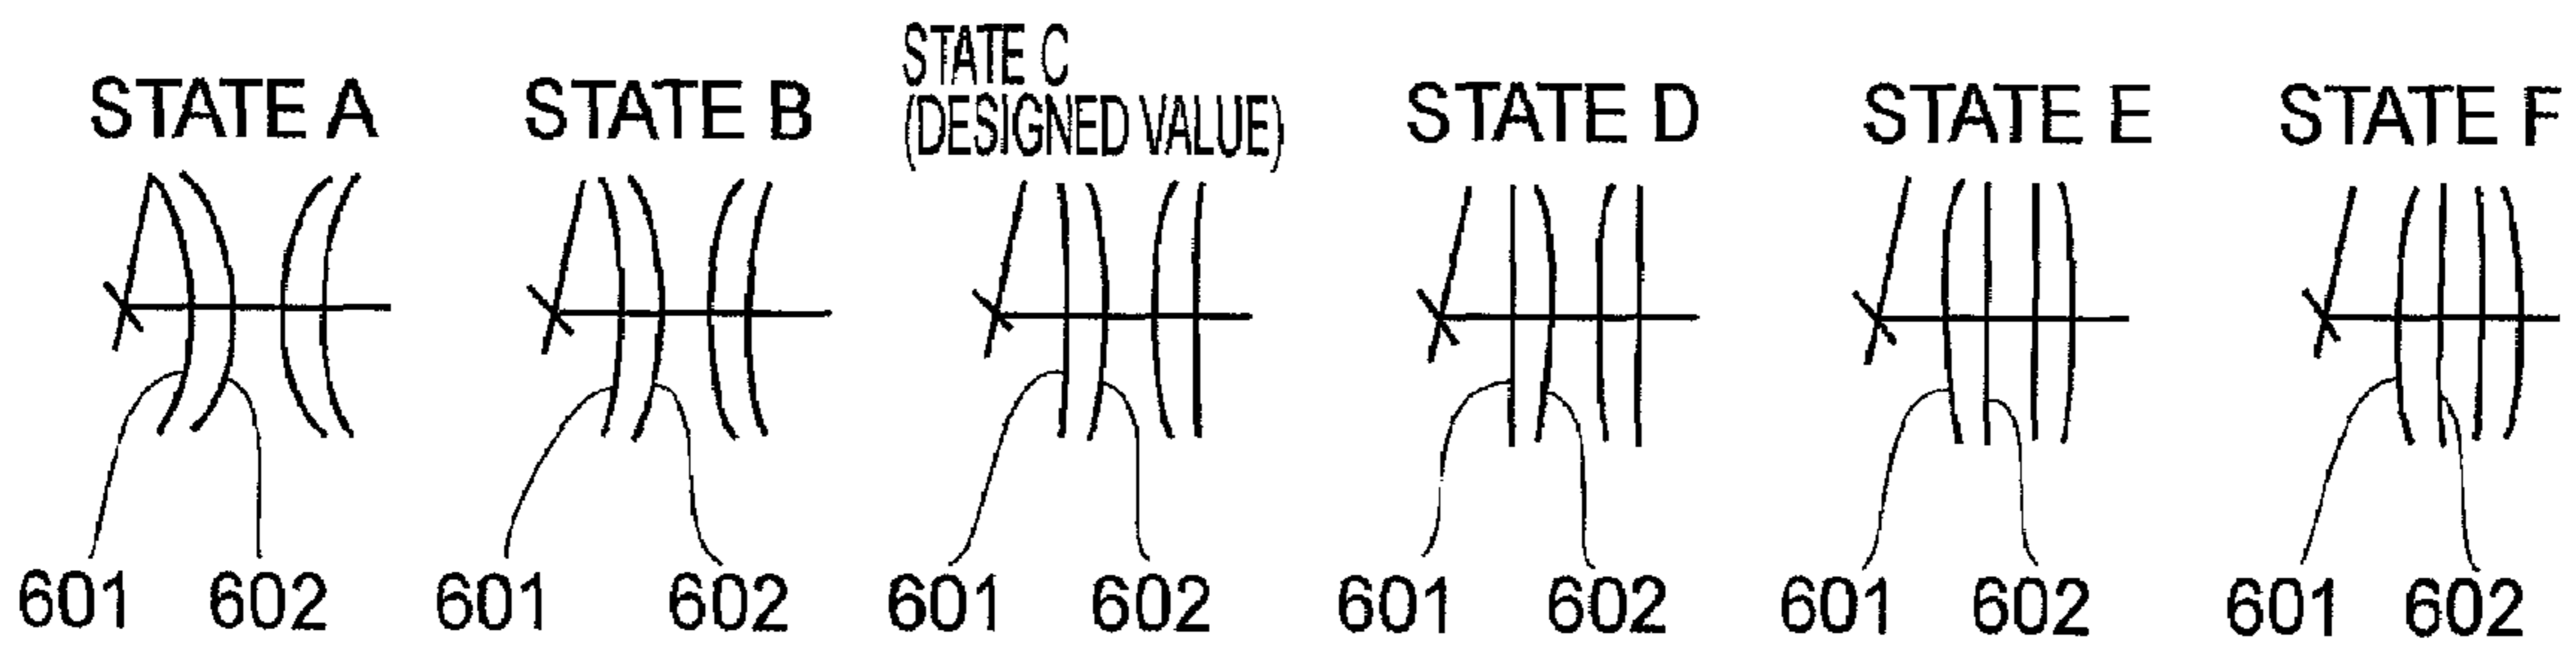 STATE A
STATE B
STATE C
(DESIGNED VALUE)
STATE D
STATE E
STATE F
601 602
601 602
601 602
601 602
601 602
601 602